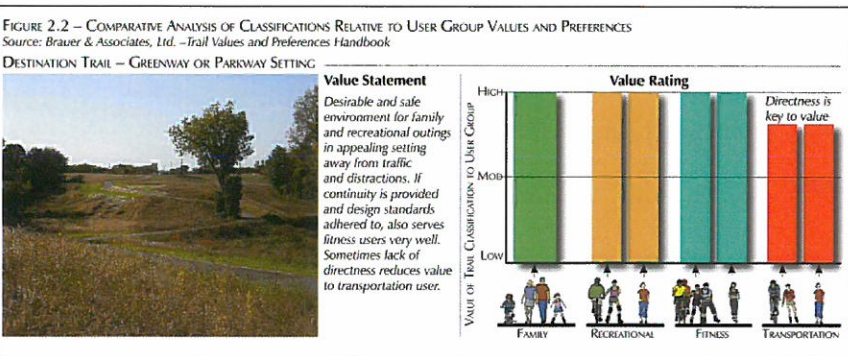 FIGURE 2.2 – COMPARATIVE ANALYSIS OF CLASSIFICATIONS RELATIVE TO USER GROUP VALUES AND PREFERENCES
Source: Brauer & Associates, Ltd. –Trail Values and Preferences Handbook
DESTINATION TRAIL – GREENWAY OR PARKWAY SETTING
Value Statement
Desirable and safe
environment for family
and recreational outings
in appealing setting
away from traffic
and distractions. If
continuity is provided
and design standards
adhered to, also serves
fitness users very well.
Sometimes lack of
directness reduces value
to transportation user.
Value Rating
VALUE OF TRAIL CLASSIFICATION TO USER GROUP
HIGH
MOD
LOW
Directness is
key to value
FAMILY
RECREATIONAL
FITNESS
TRANSPORTATION